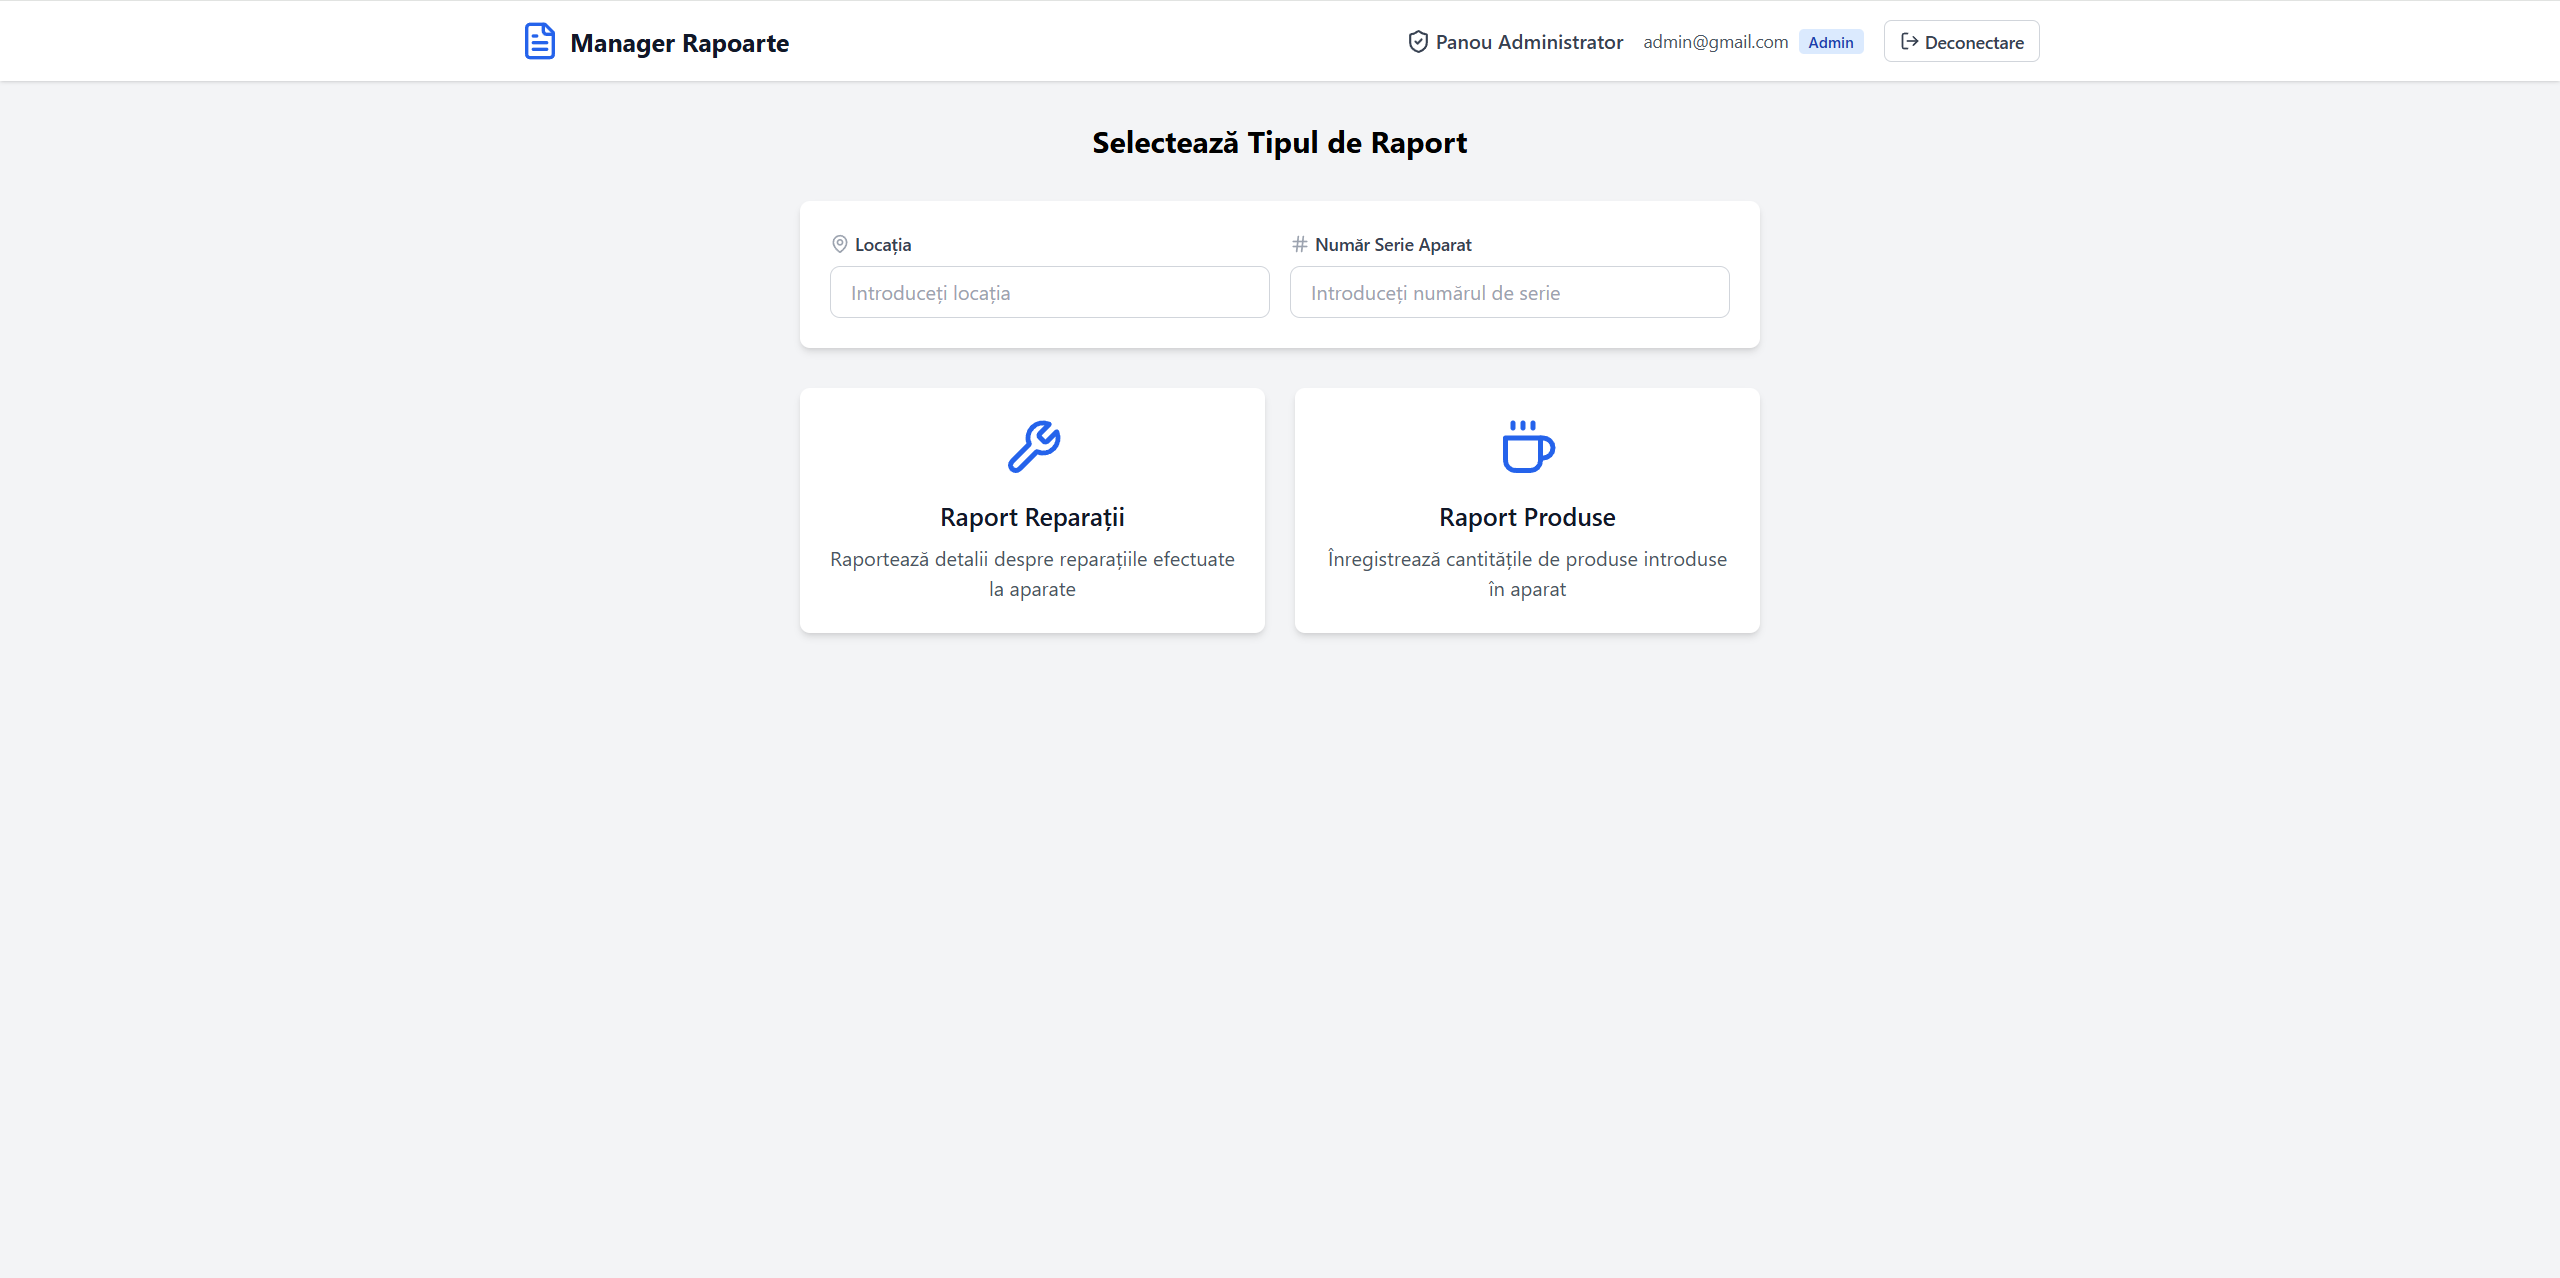 Manager Rapoarte
Panou Administrator admin@gmail.com Admin Deconectare
Selectează Tipul de Raport
Locația
Număr Serie Aparat
Introduceți locația
Introduceți numărul de serie
Raport Reparații
Raportează detalii despre reparațiile efectuate
la aparate
Raport Produse
Înregistrează cantitățile de produse introduse
în aparat